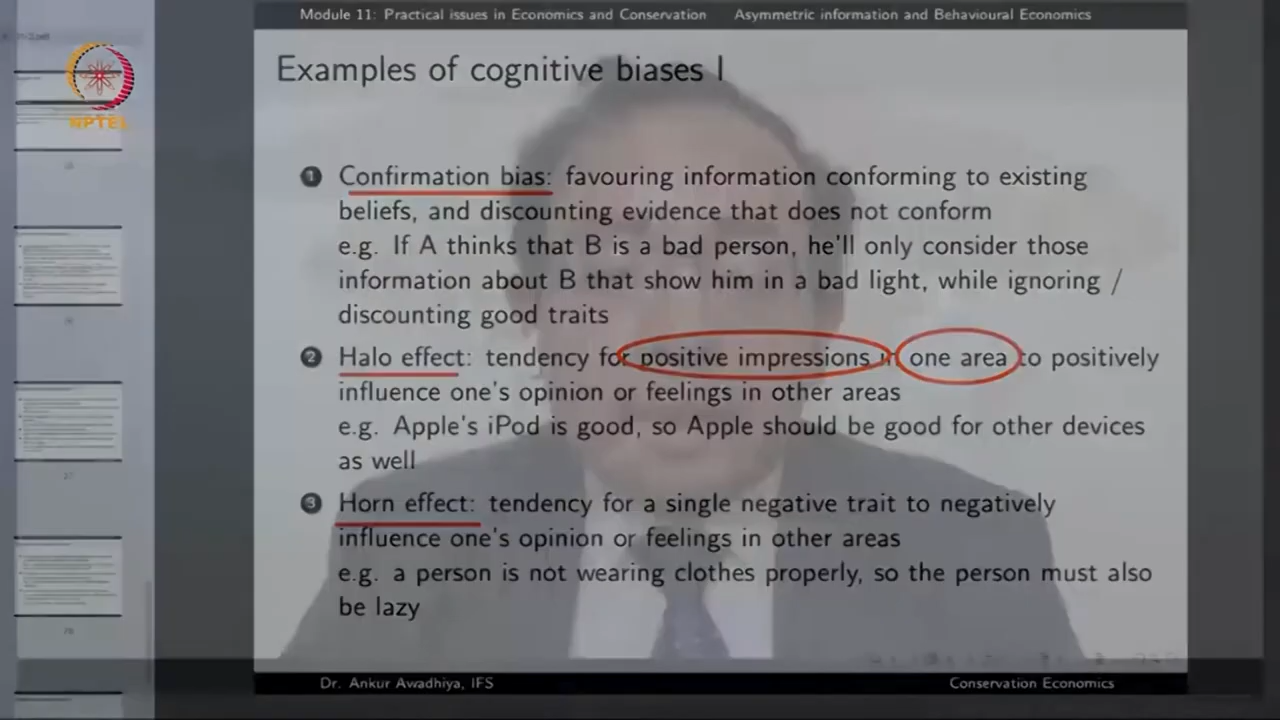 Module 11: Practical issues in Economics and Conservation Asymmetric information and Behavioural Economics
NPTEL
Examples of cognitive biases I
1 Confirmation bias: favouring information conforming to existing
beliefs, and discounting evidence that does not conform
e.g. If A thinks that B is a bad person, he'll only consider those
information about B that show him in a bad light, while ignoring /
discounting good traits
2 Halo effect: tendency for positive impressions in one area to positively
influence one's opinion or feelings in other areas
e.g. Apple's iPod is good, so Apple should be good for other devices
as well
3 Horn effect: tendency for a single negative trait to negatively
influence one's opinion or feelings in other areas
e.g. a person is not wearing clothes properly, so the person must also
be lazy
Dr. Ankur Awadhiya, IFS Conservation Economics